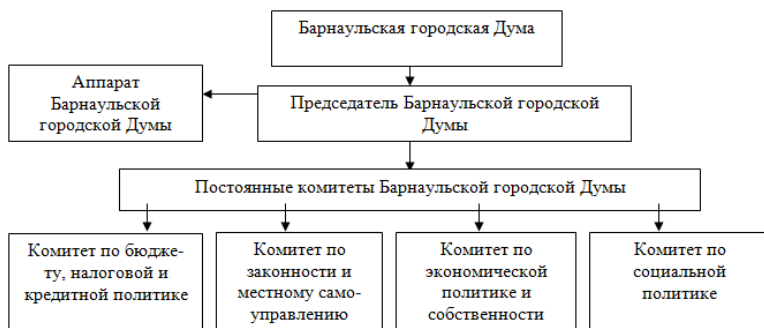 Барнаульская городская Дума
Аппарат
Барнаульской
городской Думы
Председатель Барнаульской городской
Думы
Постоянные комитеты Барнаульской городской Думы
Комитет по бюдже-
ту, налоговой и
кредитной политике
Комитет по
законности и
местному само-
управлению
Комитет по
экономической
политике и
собственности
Комитет по
социальной
политике